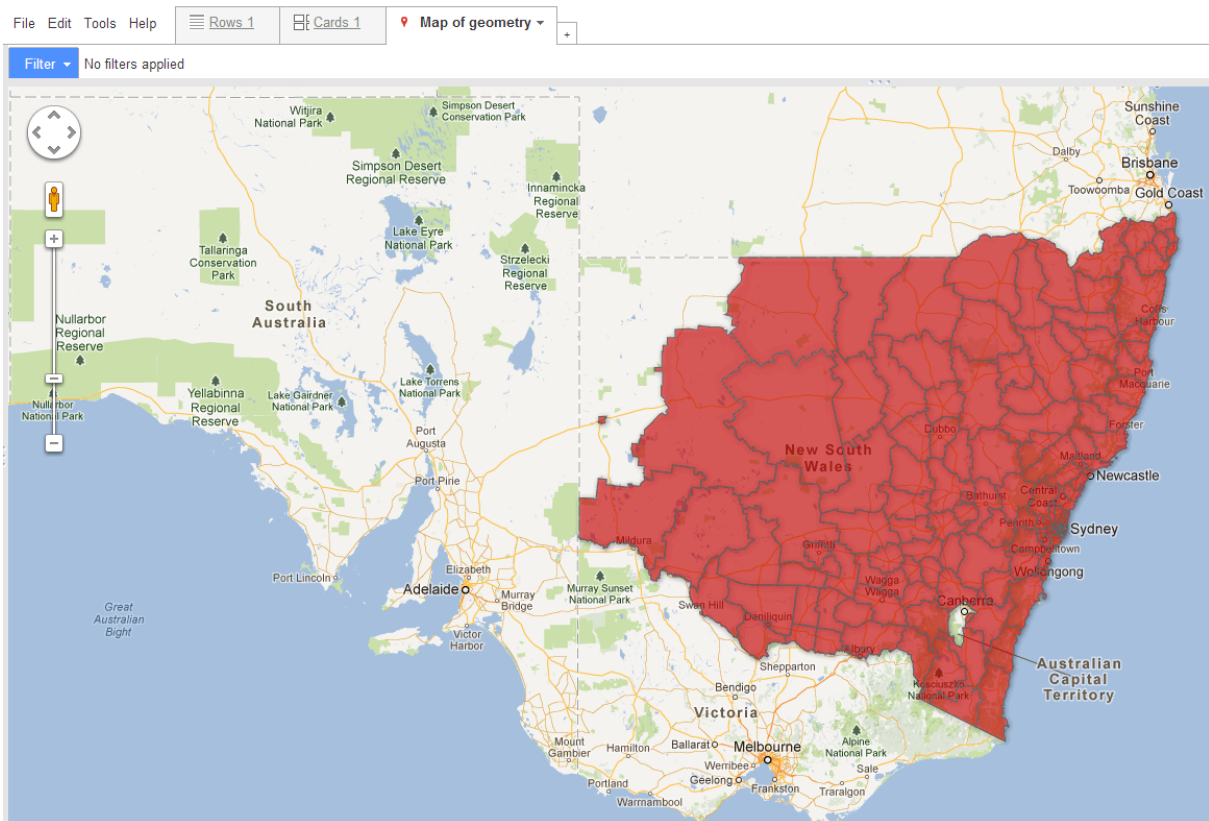 File Edit Tools Help
Rows 1
Cards 1
Map of geometry
+
Filter
No filters applied
Witjira
National Park
Simpson Desert
Conservation Park
Simpson Desert
Regional Reserve
Innamincka
Regional
Reserve
Tallaringa
Conservation
Park
Lake Eyre
National Park
Strzelecki
Regional
Reserve
South
Australia
Nullarbor
Regional
Reserve
Nullarbor
National Park
Yellabinna
Regional
Reserve
Lake Gairdner
National Park
Lake Torrens
National Park
Port
Augusta
Port Pirie
Port Lincoln
Elizabeth
Adelaide
Murray
Bridge
Victor
Harbor
Great
Australian
Bight
Sunshine
Coast
Dalby
Brisbane
Toowoomba
Gold Coast
Coffs
Harbour
Port
Macquarie
Forster
Dubbo
New South
Wales
Maitland
Newcastle
Bathurst
Central
Coast
Penrith
Sydney
Campbelltown
Wollongong
Mildura
Griffith
Wagga
Wagga
Canberra
Murray Sunset
National Park
Swan Hill
Deniliquin
Albury
Shepparton
Kosciuszko
National Park
Australian
Capital
Territory
Bendigo
Victoria
Mount
Gambier
Hamilton
Ballarat
Melbourne
Alpine
National Park
Werribee
Geelong
Frankston
Sale
Traralgon
Portland
Warrnambool